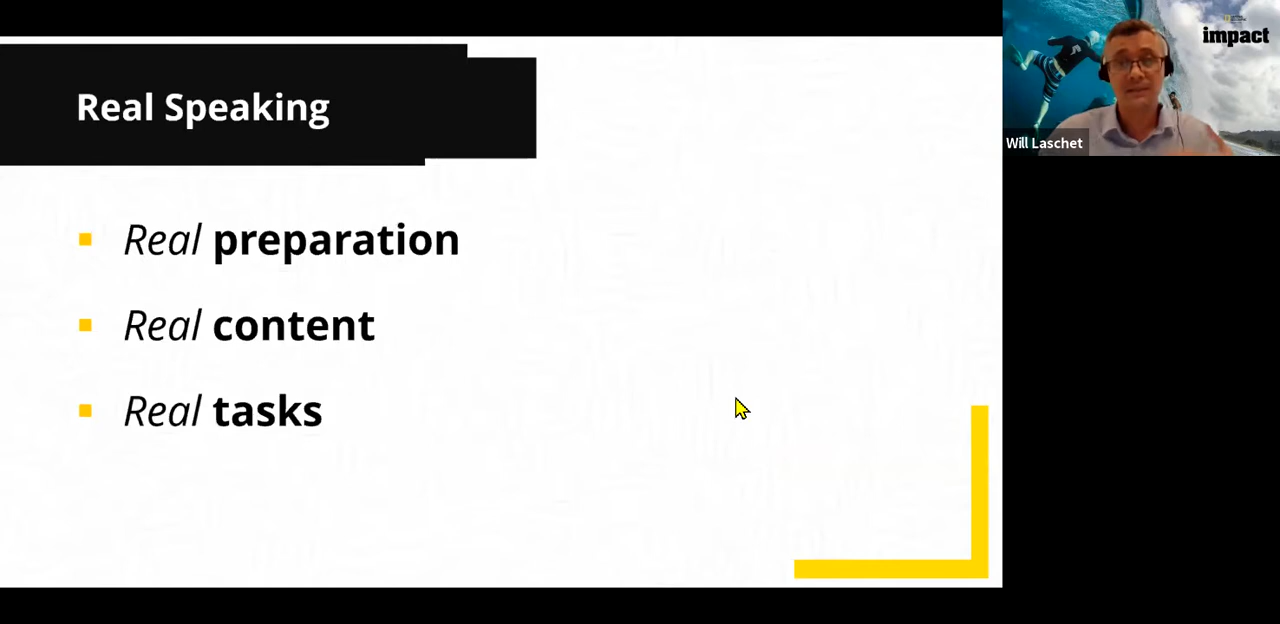 Real Speaking
Real preparation
Real content
Real tasks
impact
Will Laschet